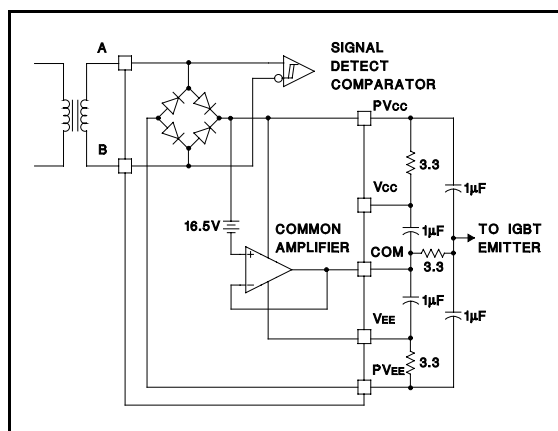 A
SIGNAL
DETECT
COMPARATOR
PVCC
3.3
1µF
B
VCC
16.5V
COMMON
AMPLIFIER
1µF
TO IGBT
EMITTER
COM
3.3
+
−
1µF
1µF
VEE
3.3
PVEE